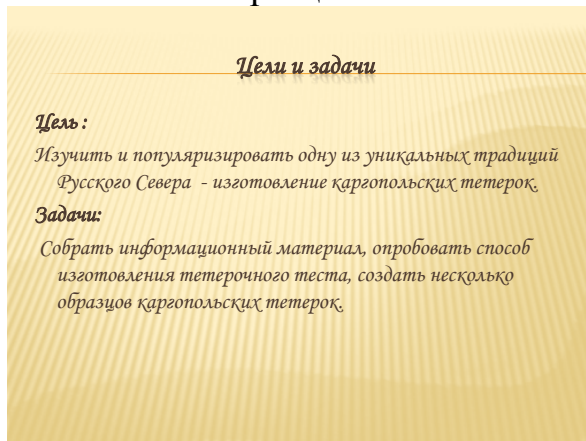 Цели и задачи
Цель :
Изучить и популяризировать одну из уникальных традиций
Русского Севера - изготовление каргопольских тетерок.
Задачи:
Собрать информационный материал, опробовать способ
изготовления тетерочного теста, создать несколько
образцов каргопольских тетерок.